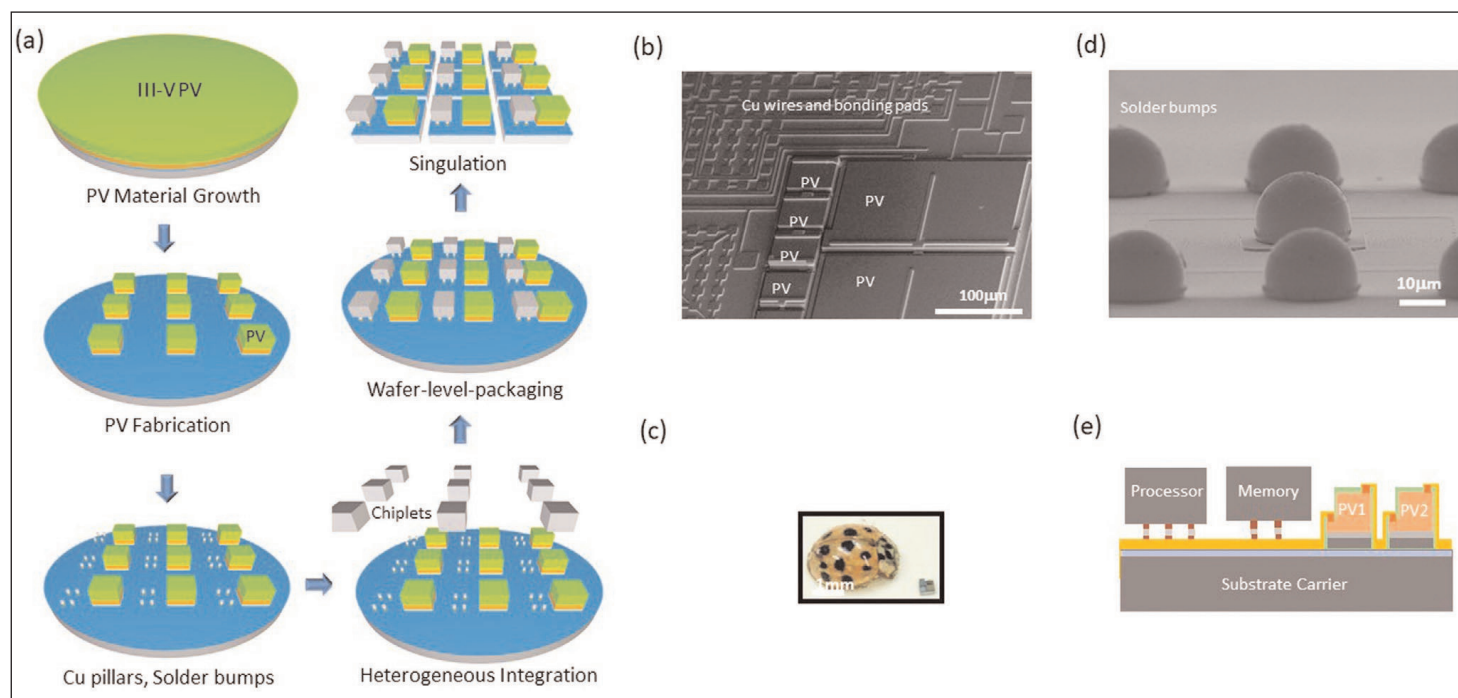 (a)
III-V PV
PV Material Growth
PV
PV Fabrication
Cu pillars, Solder bumps
Chiplets
Heterogeneous Integration
Wafer-level-packaging
Singulation
(b)
Cu wires and bonding pads
PV
PV
PV
PV
PV
PV
100µm
(c)
1mm
(d)
Solder bumps
10µm
(e)
Processor
Memory
PV1
PV2
Substrate Carrier